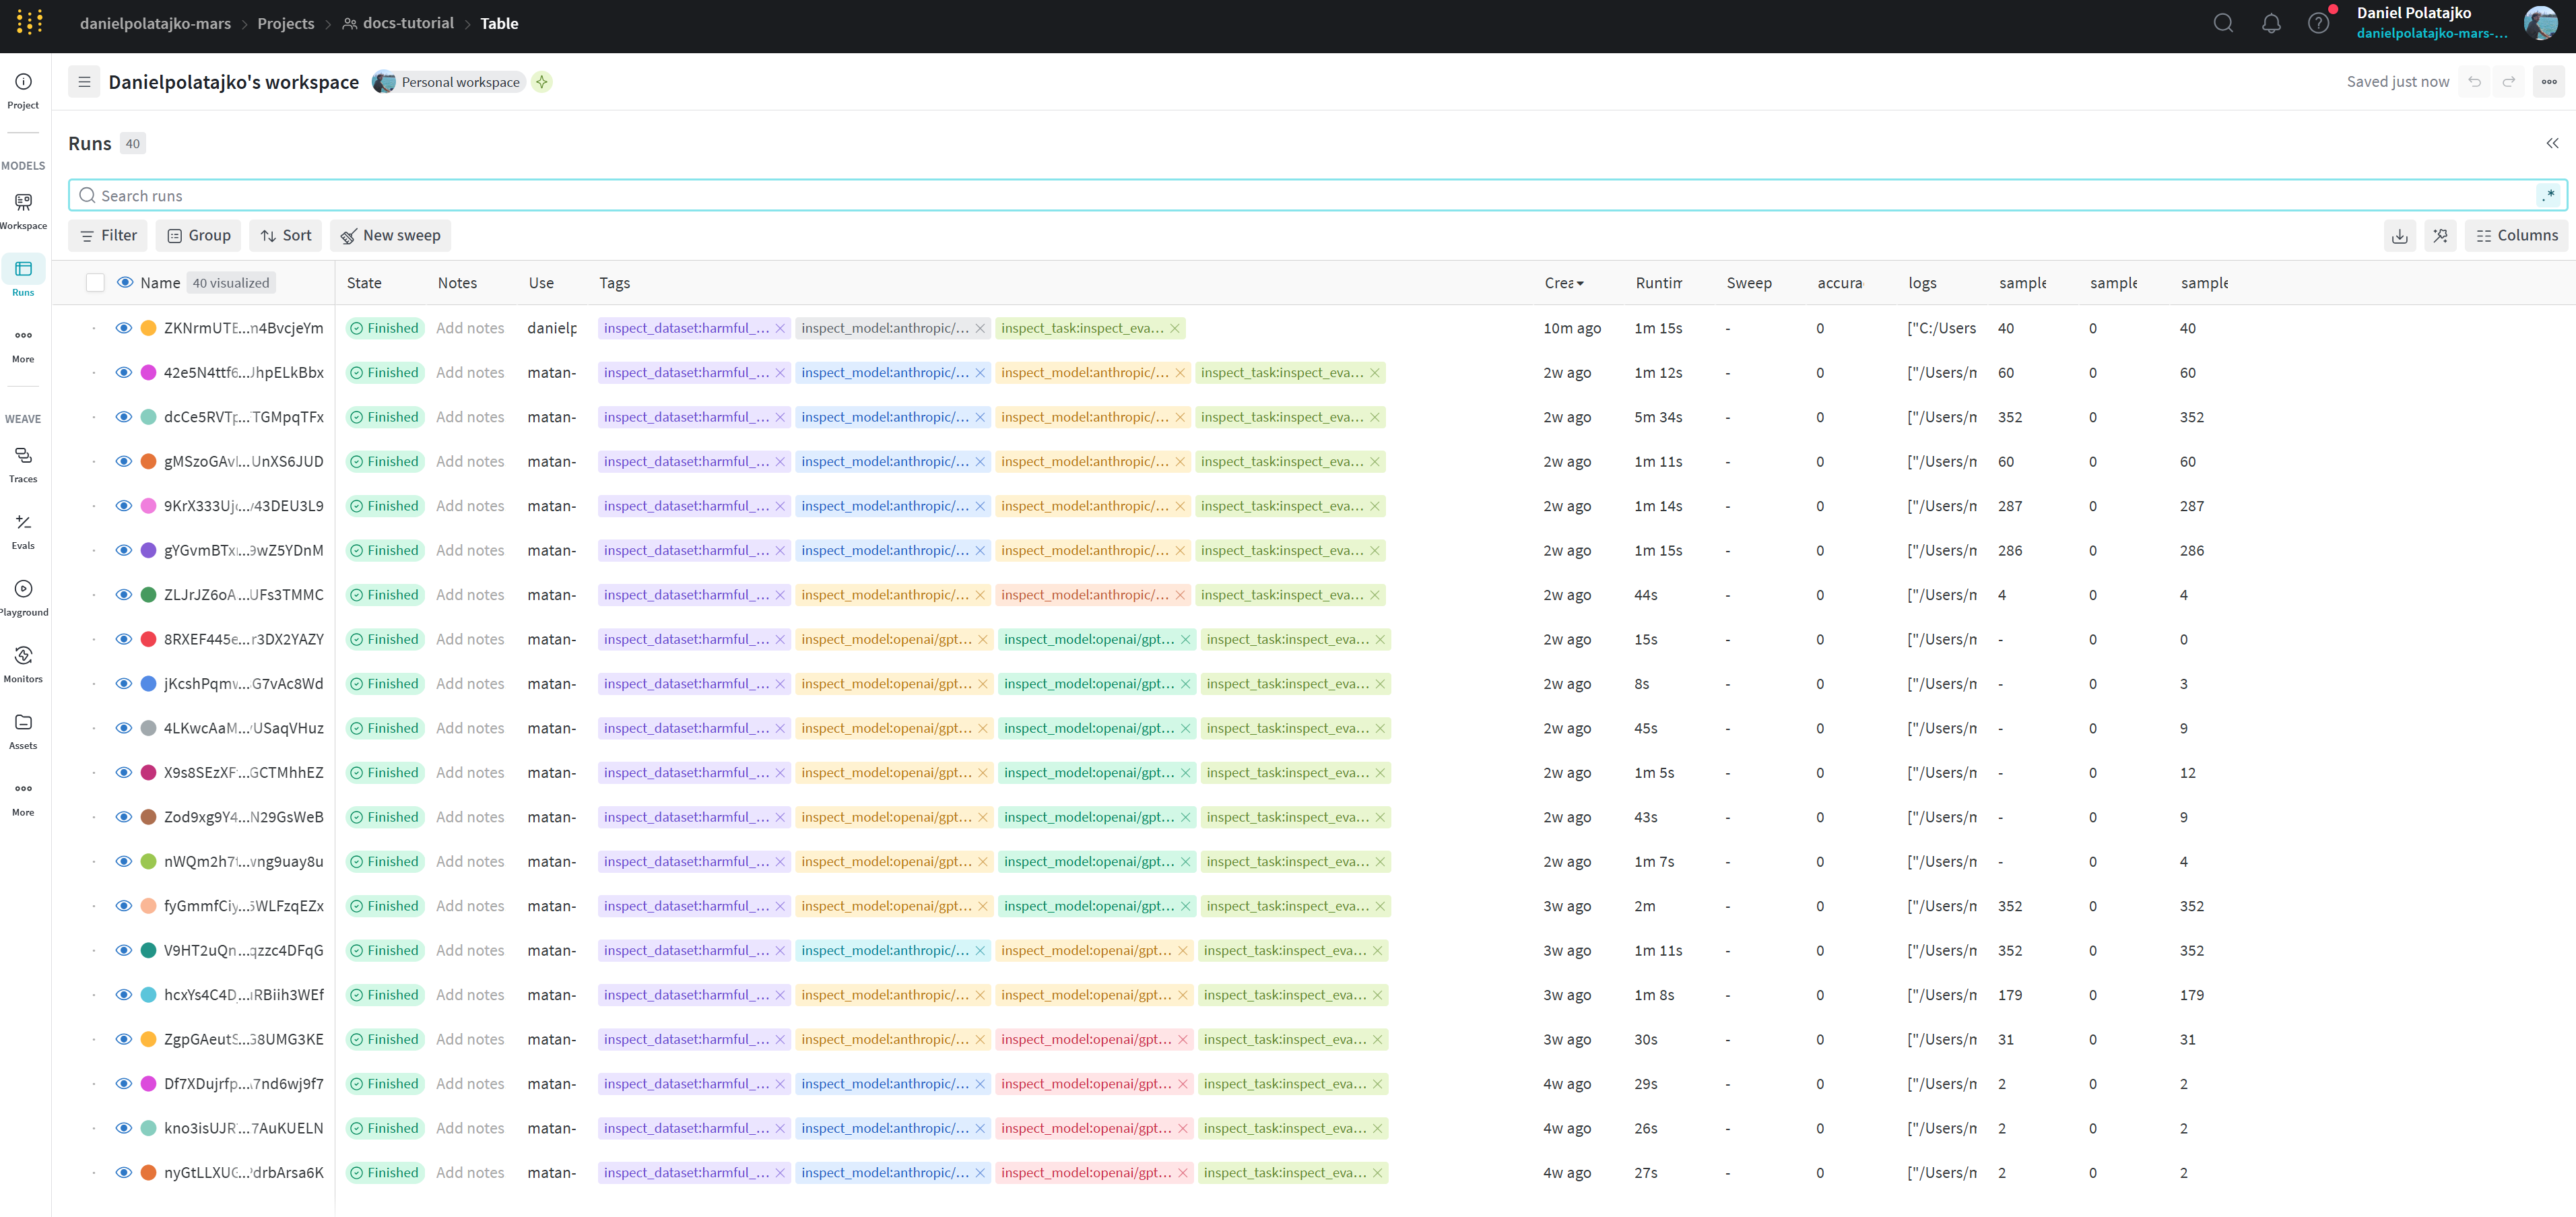 danielpolatajko-mars > Projects > docs-tutorial > Table
Daniel Polatajko
danielpolatajko-mars-...
Project
MODELS
Workspace
Runs
More
WEAVE
Traces
Evals
Playground
Monitors
Assets
More
Danielpolatajko's workspace Personal workspace Saved just now
Runs 40
Search runs .*
Filter Group Sort New sweep Columns
Name 40 visualized State Notes Use Tags Crea Runtin Sweep accura logs sample sample sample
ZKNrmUTE...n4BvcjeYm Finished Add notes danielp inspect_dataset:harmful_... inspect_model:anthropic/... inspect_task:inspect_eva... 10m ago 1m 15s - 0 ["C:/Users 40 0 40
42e5N4ttf6...JhpELkBbx Finished Add notes matan- inspect_dataset:harmful_... inspect_model:anthropic/... inspect_model:anthropic/... inspect_task:inspect_eva... 2w ago 1m 12s - 0 ["/Users/n 60 0 60
dcCe5RVTp...TGMpqTFx Finished Add notes matan- inspect_dataset:harmful_... inspect_model:anthropic/... inspect_model:anthropic/... inspect_task:inspect_eva... 2w ago 5m 34s - 0 ["/Users/n 352 0 352
gMSzoGAv...UnXS6JUD Finished Add notes matan- inspect_dataset:harmful_... inspect_model:anthropic/... inspect_model:anthropic/... inspect_task:inspect_eva... 2w ago 1m 11s - 0 ["/Users/n 60 0 60
9KrX333Uj...43DEU3L9 Finished Add notes matan- inspect_dataset:harmful_... inspect_model:anthropic/... inspect_model:anthropic/... inspect_task:inspect_eva... 2w ago 1m 14s - 0 ["/Users/n 287 0 287
gYGvmBTx...9wZ5YDnM Finished Add notes matan- inspect_dataset:harmful_... inspect_model:anthropic/... inspect_model:anthropic/... inspect_task:inspect_eva... 2w ago 1m 15s - 0 ["/Users/n 286 0 286
ZLJrJZ6oA...UFs3TMMC Finished Add notes matan- inspect_dataset:harmful_... inspect_model:anthropic/... inspect_model:anthropic/... inspect_task:inspect_eva... 2w ago 44s - 0 ["/Users/n 4 0 4
8RXEF445e...r3DX2YAZY Finished Add notes matan- inspect_dataset:harmful_... inspect_model:openai/gpt... inspect_model:openai/gpt... inspect_task:inspect_eva... 2w ago 15s - 0 ["/Users/n - 0 0
jKcshPqm...G7vAc8Wd Finished Add notes matan- inspect_dataset:harmful_... inspect_model:openai/gpt... inspect_model:openai/gpt... inspect_task:inspect_eva... 2w ago 8s - 0 ["/Users/n - 0 3
4LKwcAaM...USaqVHuz Finished Add notes matan- inspect_dataset:harmful_... inspect_model:openai/gpt... inspect_model:openai/gpt... inspect_task:inspect_eva... 2w ago 45s - 0 ["/Users/n - 0 9
X9s8SEzXF...GCTMhhEZ Finished Add notes matan- inspect_dataset:harmful_... inspect_model:openai/gpt... inspect_model:openai/gpt... inspect_task:inspect_eva... 2w ago 1m 5s - 0 ["/Users/n - 0 12
Zod9xg9Y4...N29GsWeB Finished Add notes matan- inspect_dataset:harmful_... inspect_model:openai/gpt... inspect_model:openai/gpt... inspect_task:inspect_eva... 2w ago 43s - 0 ["/Users/n - 0 9
nWQm2h7...ng9uay8u Finished Add notes matan- inspect_dataset:harmful_... inspect_model:openai/gpt... inspect_model:openai/gpt... inspect_task:inspect_eva... 2w ago 1m 7s - 0 ["/Users/n - 0 4
fyGmmfCiy...WLFzqEZx Finished Add notes matan- inspect_dataset:harmful_... inspect_model:openai/gpt... inspect_model:openai/gpt... inspect_task:inspect_eva... 3w ago 2m - 0 ["/Users/n 352 0 352
V9HT2uQn...qzzc4DFqG Finished Add notes matan- inspect_dataset:harmful_... inspect_model:anthropic/... inspect_model:openai/gpt... inspect_task:inspect_eva... 3w ago 1m 11s - 0 ["/Users/n 352 0 352
hcxYs4C4D...RBiih3WEf Finished Add notes matan- inspect_dataset:harmful_... inspect_model:anthropic/... inspect_model:openai/gpt... inspect_task:inspect_eva... 3w ago 1m 8s - 0 ["/Users/n 179 0 179
ZgpGAeutS...G8UMG3KE Finished Add notes matan- inspect_dataset:harmful_... inspect_model:anthropic/... inspect_model:openai/gpt... inspect_task:inspect_eva... 3w ago 30s - 0 ["/Users/n 31 0 31
Df7XDujrfp...7nd6wj9f7 Finished Add notes matan- inspect_dataset:harmful_... inspect_model:anthropic/... inspect_model:openai/gpt... inspect_task:inspect_eva... 4w ago 29s - 0 ["/Users/n 2 0 2
kno3isUJR...7AuKUELN Finished Add notes matan- inspect_dataset:harmful_... inspect_model:anthropic/... inspect_model:openai/gpt... inspect_task:inspect_eva... 4w ago 26s - 0 ["/Users/n 2 0 2
nyGtLLXUG...drbArsa6K Finished Add notes matan- inspect_dataset:harmful_... inspect_model:anthropic/... inspect_model:openai/gpt... inspect_task:inspect_eva... 4w ago 27s - 0 ["/Users/n 2 0 2